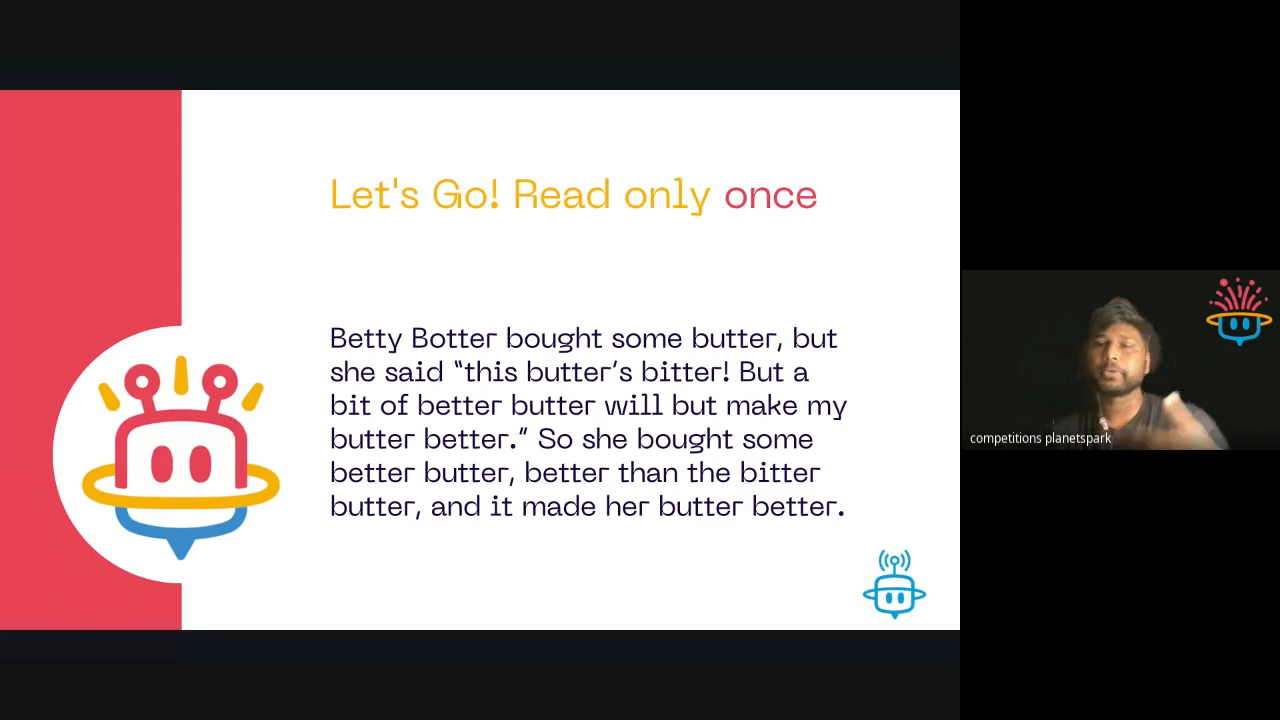 Let's Go! Read only once
Betty Botter bought some butter, but
she said “this butter’s bitter! But a
bit of better butter will but make my
butter better.” So she bought some
better butter, better than the bitter
butter, and it made her butter better.
competitions planetspark